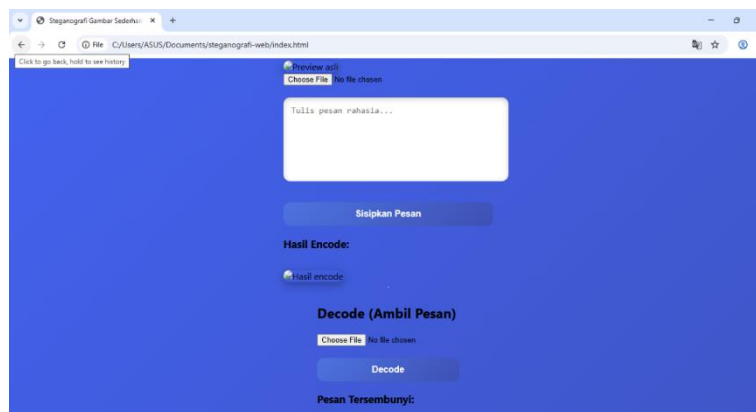 Steganografi Gambar Sederhan
File C:/Users/ASUS/Documents/steganografi-web/index.html
Click to go back, hold to see history
Preview asli
Choose File No file chosen
Tulis pesan rahasia...
Sisipkan Pesan
Hasil Encode:
Hasil encode
Decode (Ambil Pesan)
Choose File No file chosen
Decode
Pesan Tersembunyi: